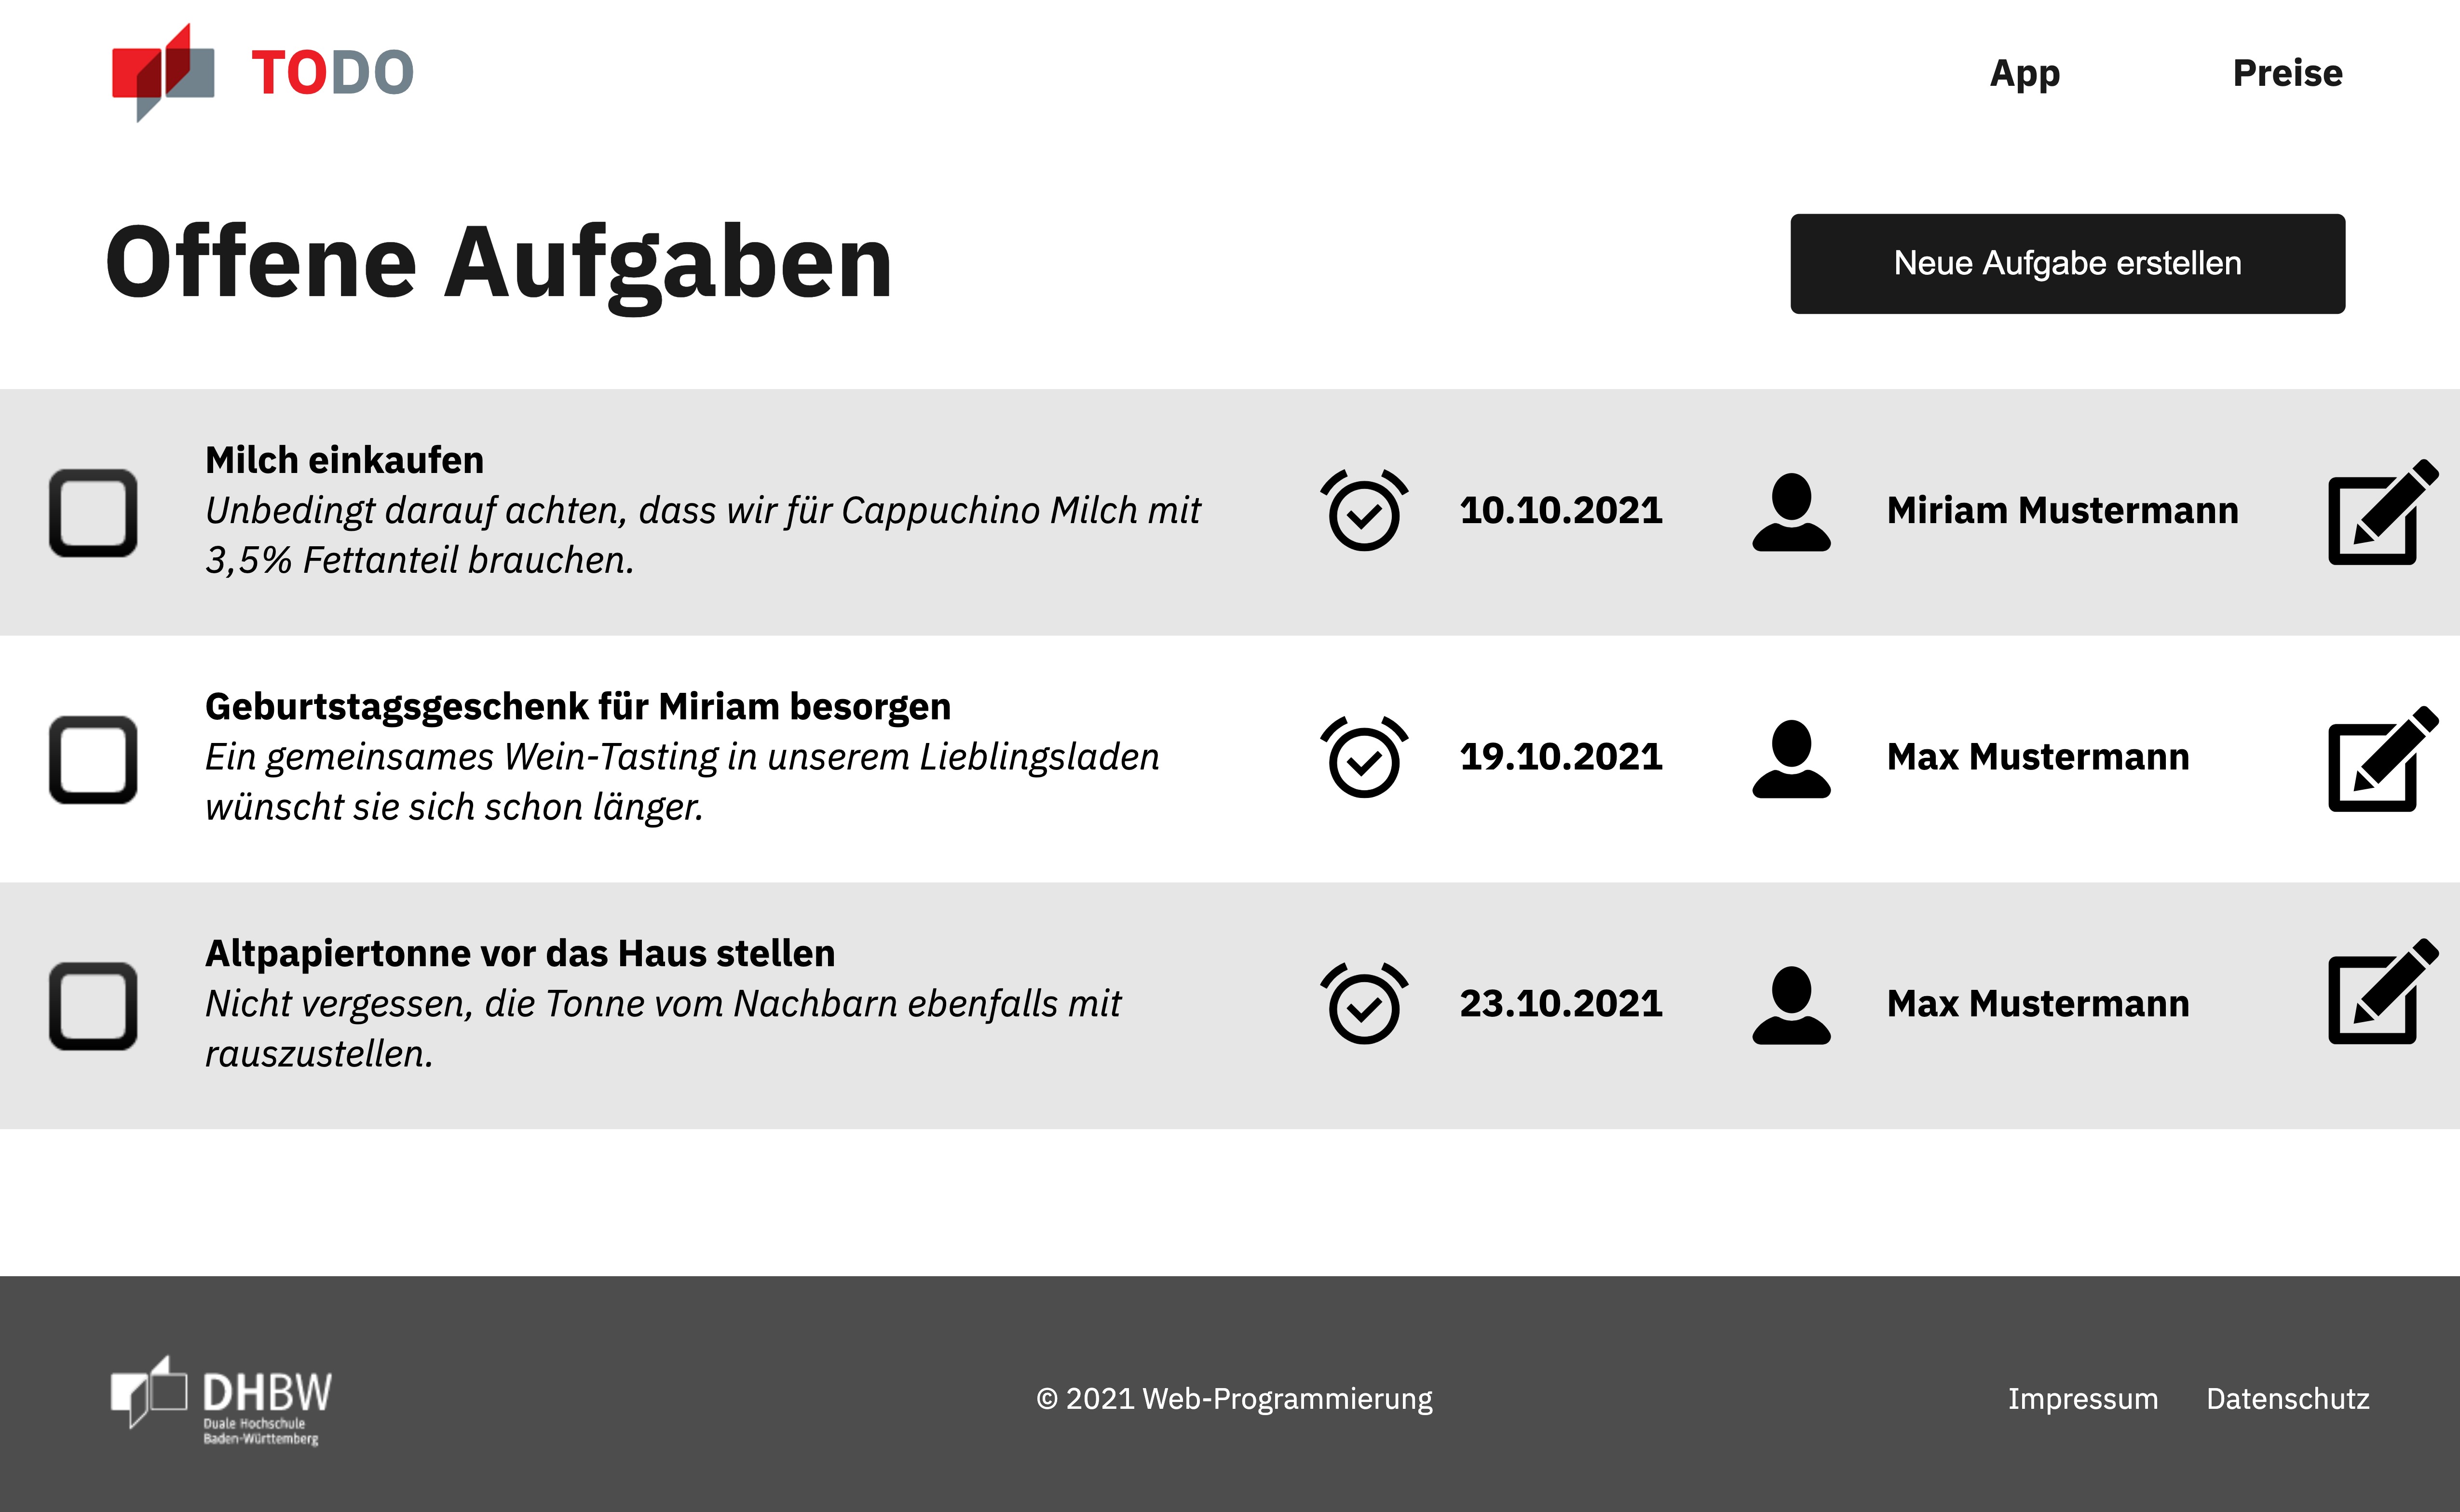 TODO
App
Preise
Offene Aufgaben
Neue Aufgabe erstellen
Milch einkaufen
Unbedingt darauf achten, dass wir für Cappuchino Milch mit
3,5% Fettanteil brauchen.
10.10.2021
Miriam Mustermann
Geburtstagsgeschenk für Miriam besorgen
Ein gemeinsames Wein-Tasting in unserem Lieblingsladen
wünscht sie sich schon länger.
19.10.2021
Max Mustermann
Altpapiertonne vor das Haus stellen
Nicht vergessen, die Tonne vom Nachbarn ebenfalls mit
rauszustellen.
23.10.2021
Max Mustermann
DHBW
Duale Hochschule
Baden-Württemberg
© 2021 Web-Programmierung
Impressum
Datenschutz